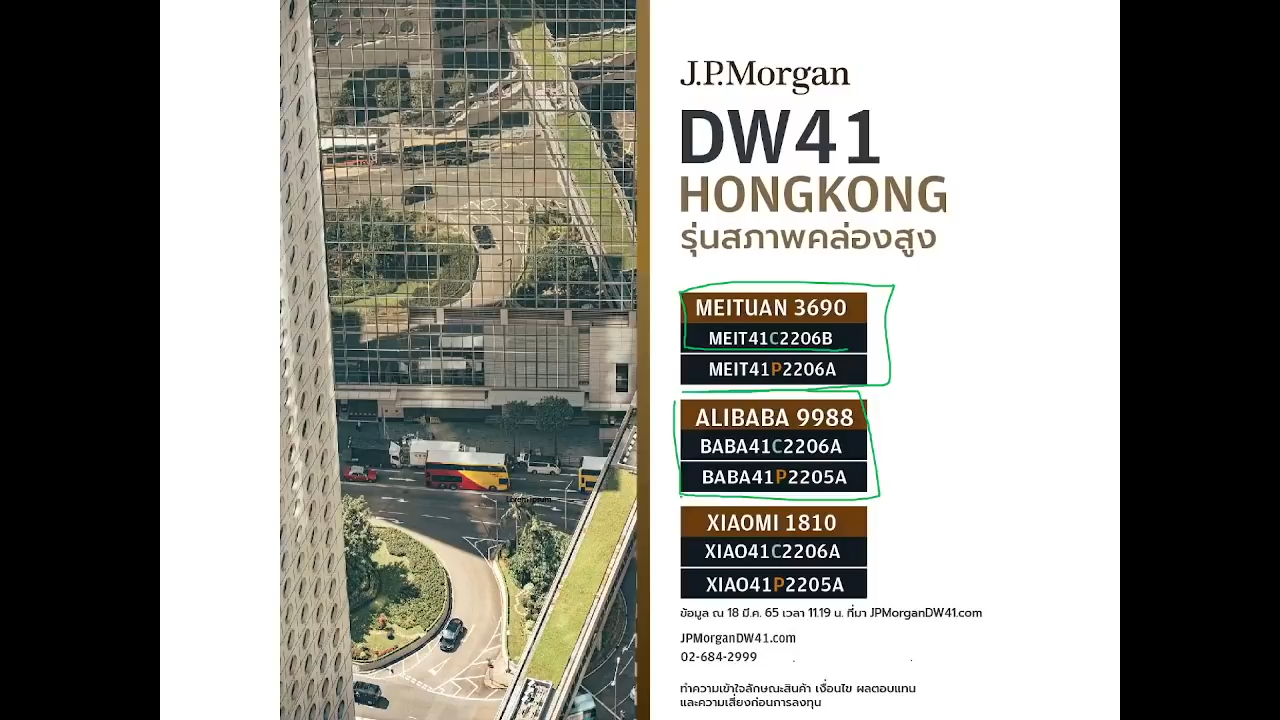 J.P.Morgan
DW41
HONGKONG
รุ่นสภาพคล่องสูง
MEITUAN 3690
MEIT41C2206B
MEIT41P2206A
ALIBABA 9988
BABA41C2206A
BABA41P2205A
Lorem ipsum
XIAOMI 1810
XIAO41C2206A
XIAO41P2205A
ข้อมูล ณ 18 มี.ค. 65 เวลา 11.19 น. ที่มา JPMorganDW41.com
JPMorganDW41.com
02-684-2999
ทำความเข้าใจลักษณะสินค้า เงื่อนไข ผลตอบแทน
และความเสี่ยงก่อนการลงทุน